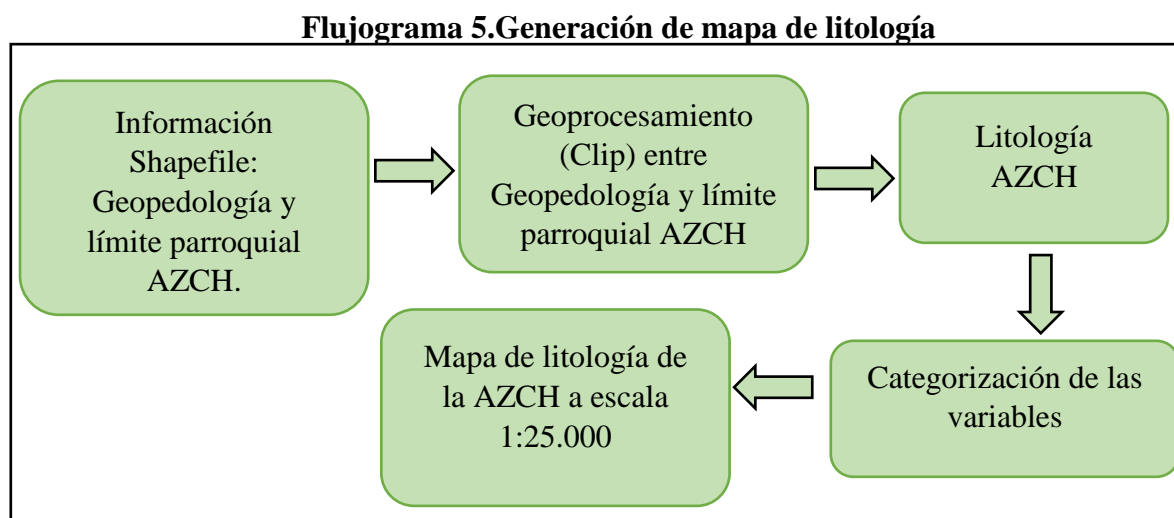 Flujograma 5.Generación de mapa de litología
Información
Shapefile:
Geopedología y
límite parroquial
AZCH.
Geoprocesamiento
(Clip) entre
Geopedología y límite
parroquial AZCH
Litología
AZCH
Categorización de las
variables
Mapa de litología de
la AZCH a escala
1:25.000